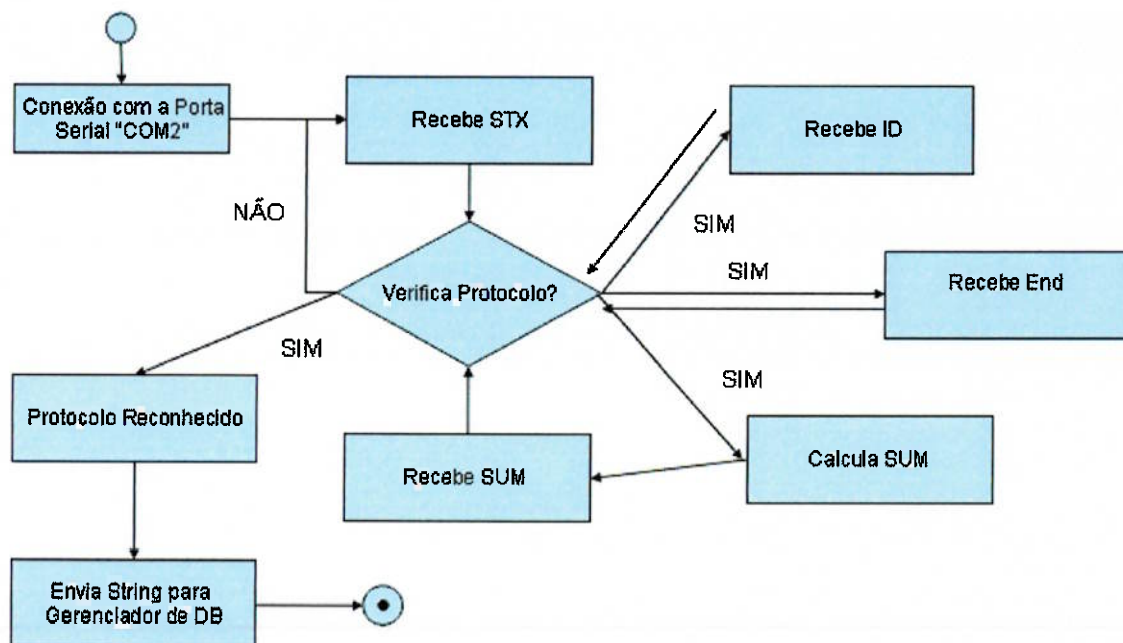 Conexão com a Porta
Serial "COM2"
Recebe STX
Recebe ID
NÃO
SIM
SIM
Verifica Protocolo?
Recebe End
SIM
SIM
Protocolo Reconhecido
Recebe SUM
Calcula SUM
Envia String para
Gerenciador de DB